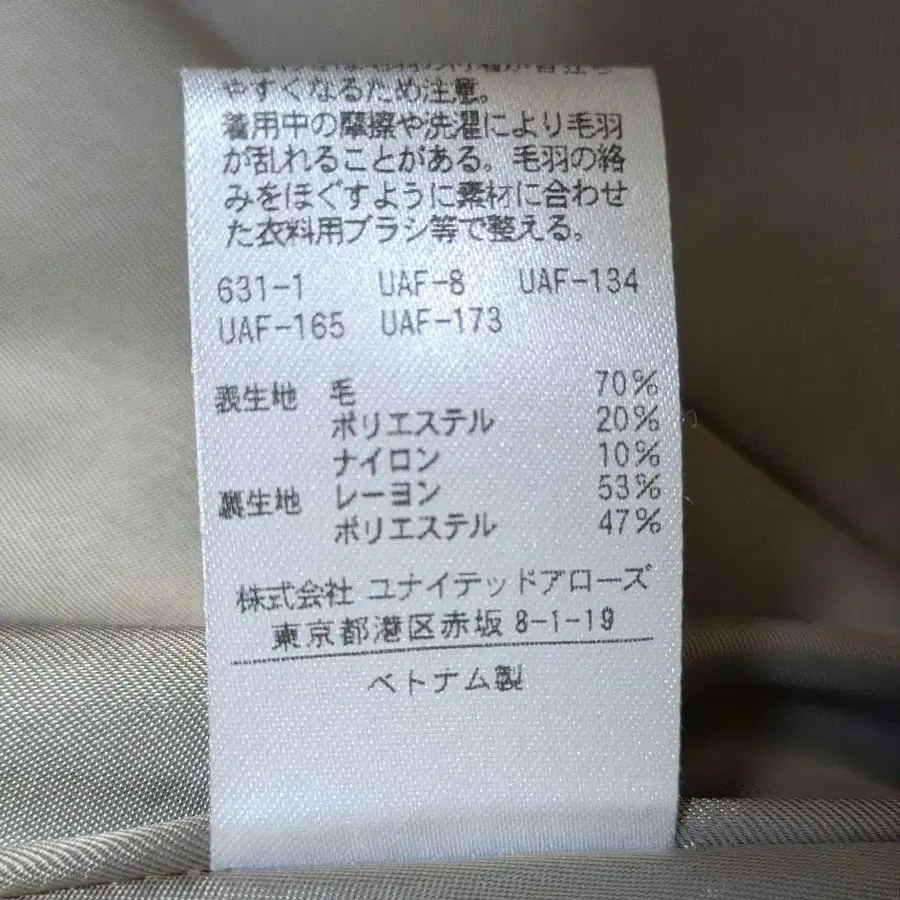 やすくなるため注意。
着用中の摩擦や洗濯により毛羽
が乱れることがある。毛羽の絡
みをほぐすように素材に合わせ
た衣料用ブラシ等で整える。
631-1 UAF-8 UAF-134
UAF-165 UAF-173
表生地 毛 70%
ポリエステル 20%
ナイロン 10%
裏生地 レーヨン 53%
ポリエステル 47%
株式会社 ユナイテッドアローズ
東京都港区赤坂 8-1-19
ベトナム製